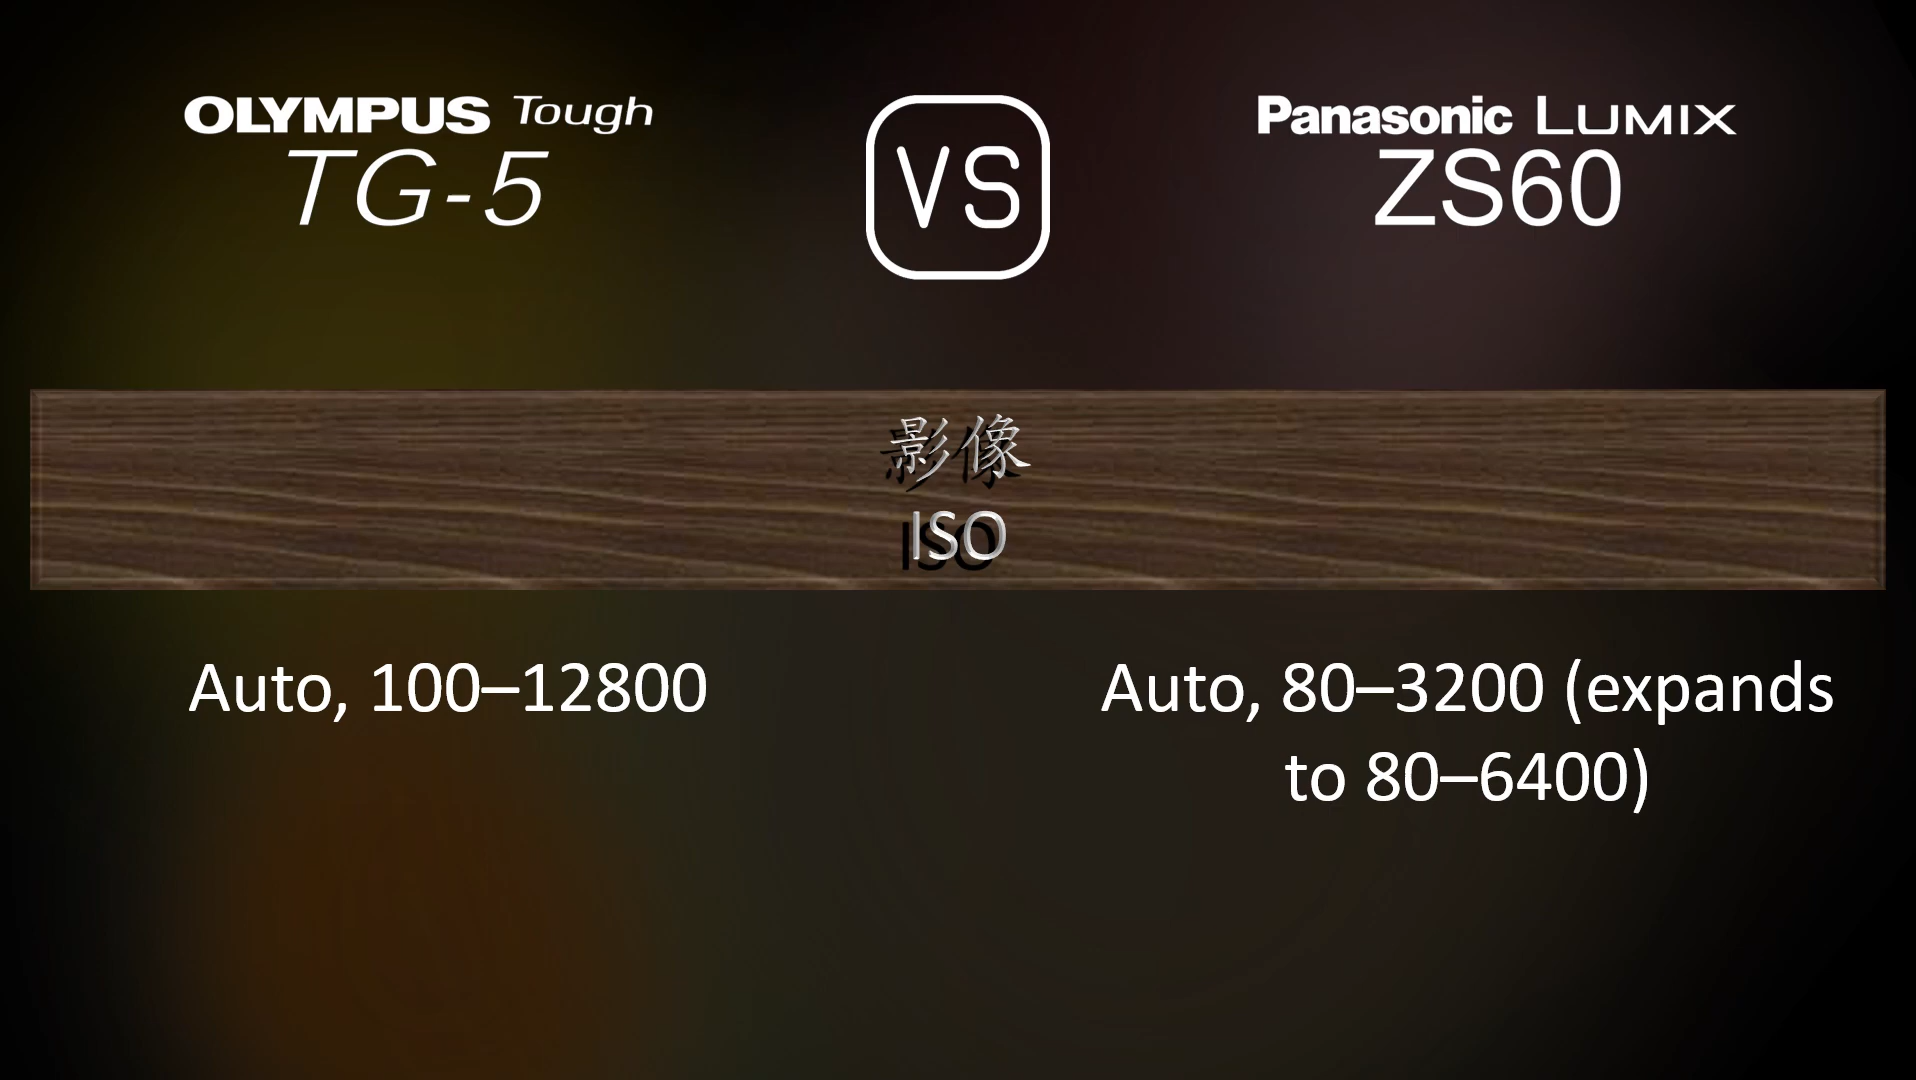 OLYMPUS Tough
TG-5
VS
Panasonic LUMIX
ZS60
影像
ISO
Auto, 100–12800
Auto, 80–3200 (expands
to 80–6400)